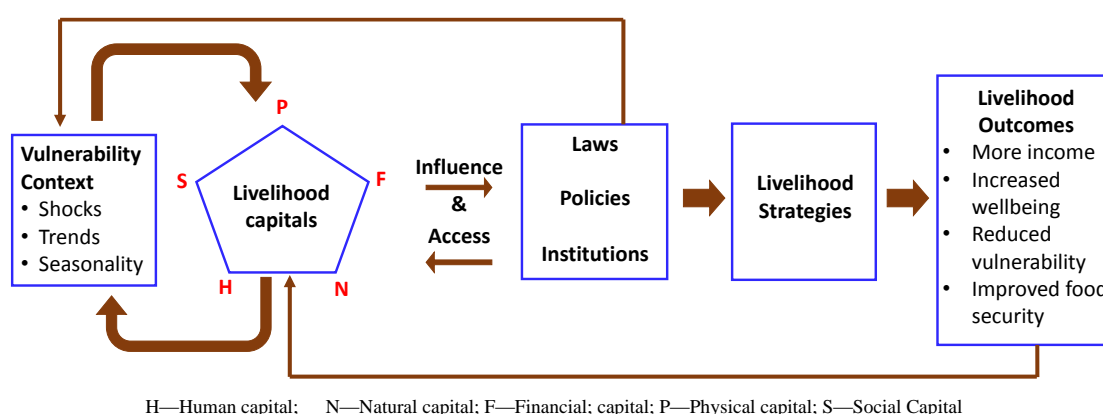 Vulnerability
Context
• Shocks
• Trends
• Seasonality
P
S
F
H
N
Livelihood
capitals
Influence
&
Access
Laws
Policies
Institutions
Livelihood
Strategies
Livelihood
Outcomes
• More income
• Increased
wellbeing
• Reduced
vulnerability
• Improved food
security
H—Human capital; N—Natural capital; F—Financial; capital; P—Physical capital; S—Social Capital